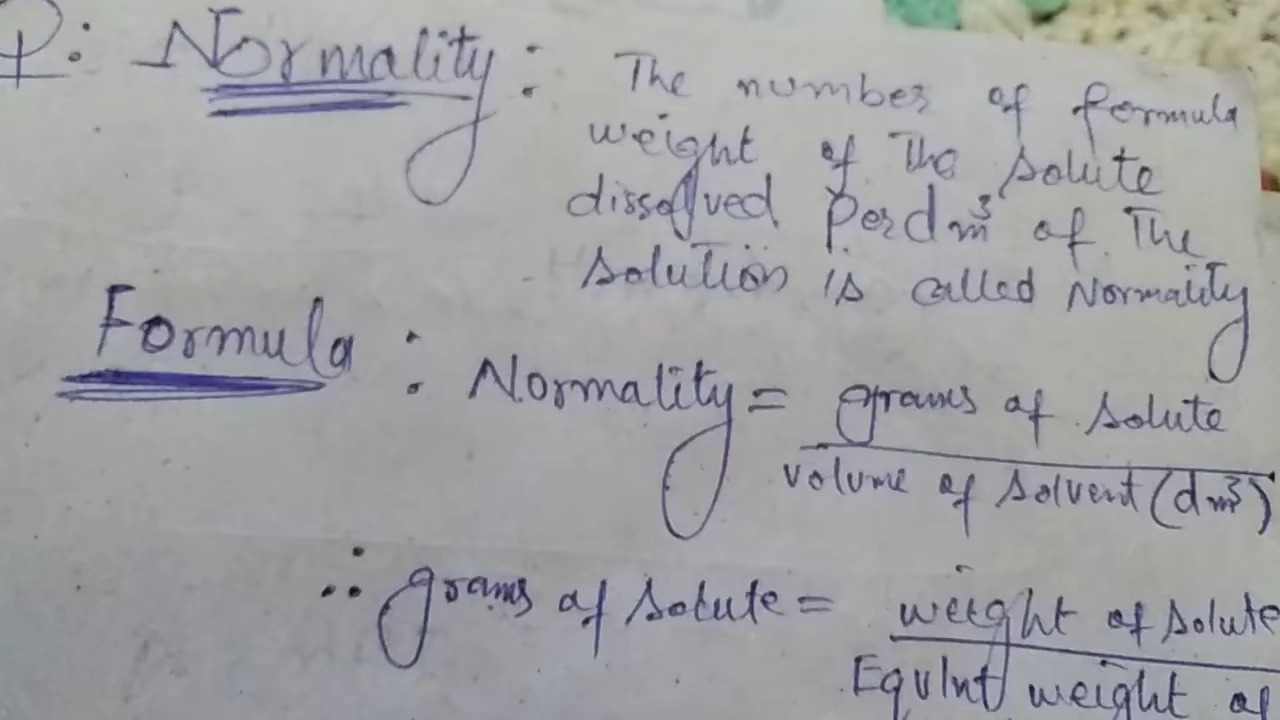 Q: Normality: The number of formula
weight of The solute
dissolved per dm³ of The
solution is called Normality
Formula: Normality = grams of solute
volume of solvent (dm³)
∴ grams of solute = weight of solute
Equlnt weight of